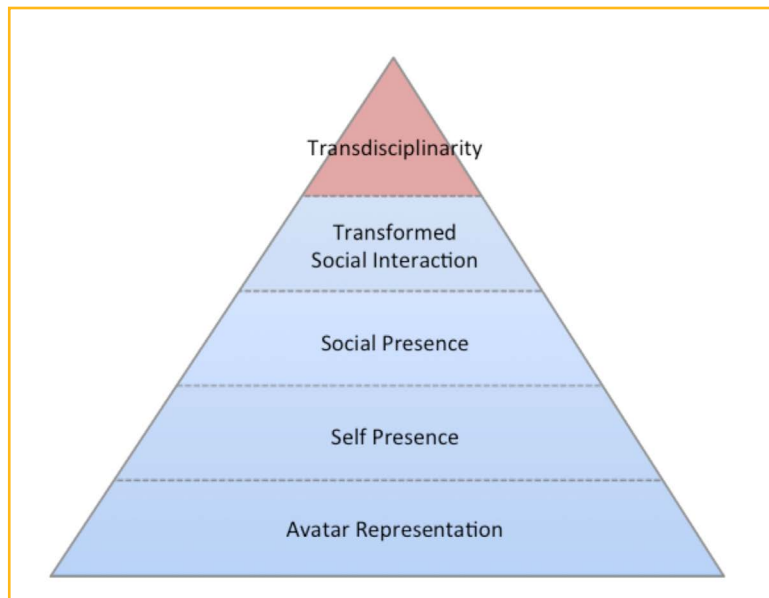 Transdisciplinarity
Transformed
Social Interaction
Social Presence
Self Presence
Avatar Representation